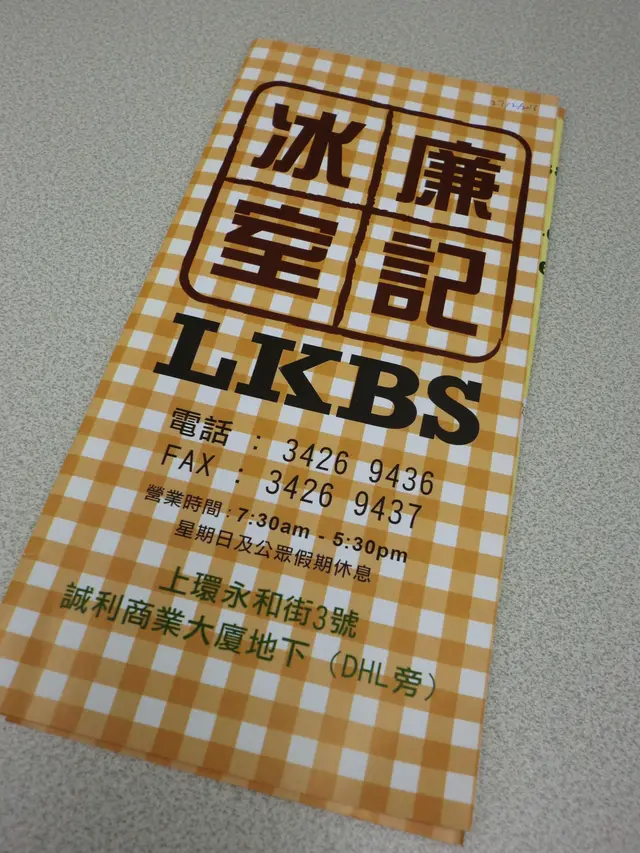 廉記
冰室
LKBS
電話 : 3426 9436
FAX : 3426 9437
營業時間 : 7:30am - 5:30pm
星期日及公眾假期休息
上環永和街3號
誠利商業大廈地下 (DHL旁)